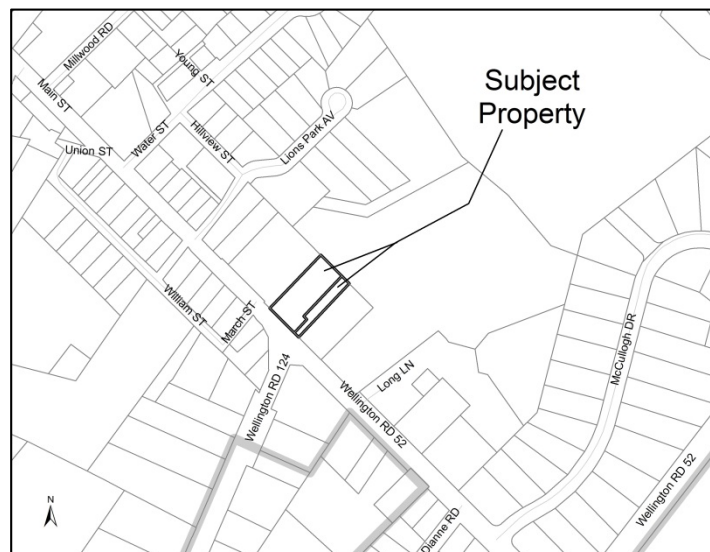 Millwood RD
Young ST
Main ST
Water ST
Hillview ST
Lions Park AV
Union ST
Subject
Property
William ST
March ST
Wellington RD 124
Wellington RD 52
Long LN
McCullogh DR
Wellington RD 52
Dianne RD
N